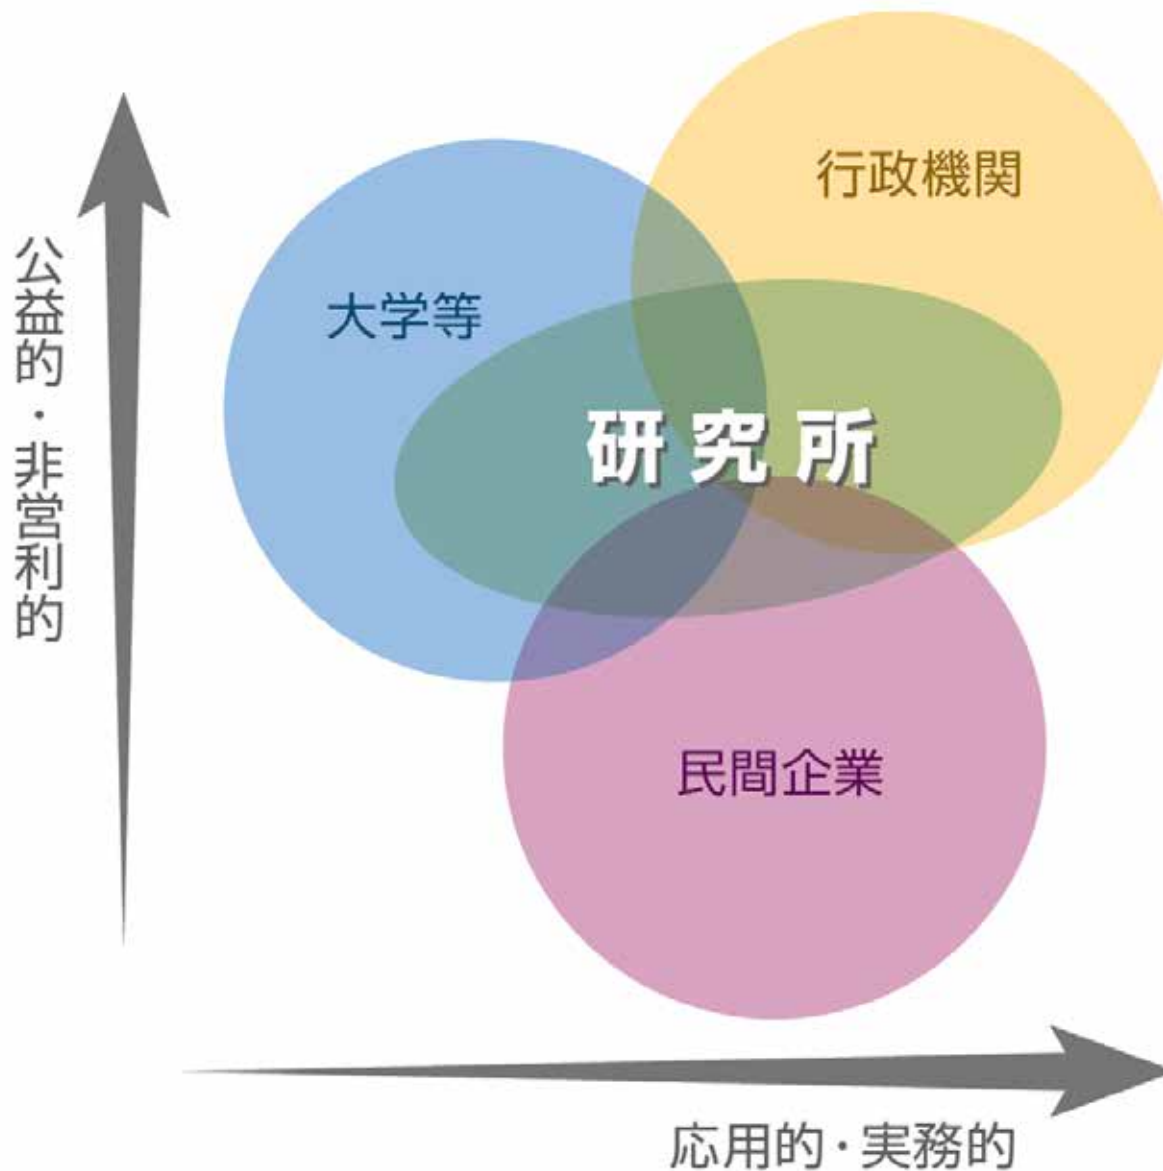 行政機関
大学等
公益的・非営利的
研究所
民間企業
応用的・実務的